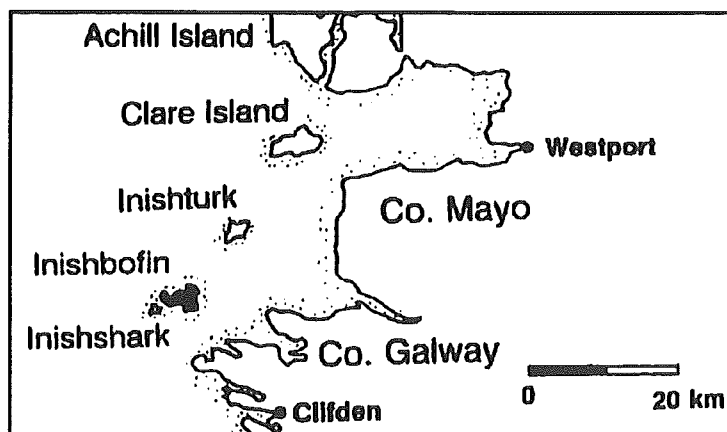 Achill Island
Clare Island
Westport
Inishturk
Co. Mayo
Inishbofin
Inishshark
Co. Galway
0 20 km
Clifden